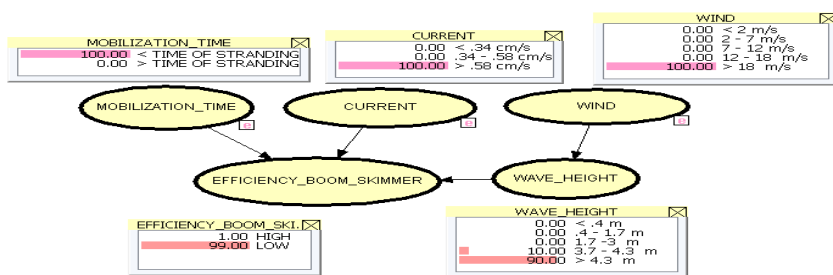 MOBILIZATION_TIME
100.00 < TIME OF STRANDING
0.00 > TIME OF STRANDING
CURRENT
0.00 < .34 cm/s
0.00 .34 - .58 cm/s
100.00 > .58 cm/s
WIND
0.00 < 2 m/s
0.00 2 - 7 m/s
0.00 7 - 12 m/s
0.00 12 - 18 m/s
100.00 > 18 m/s
MOBILIZATION_TIME
e
CURRENT
e
WIND
e
EFFICIENCY_BOOM_SKIMMER
WAVE_HEIGHT
EFFICIENCY_BOOM_SKI...
1.00 HIGH
99.00 LOW
WAVE_HEIGHT
0.00 < .4 m
0.00 .4 - 1.7 m
0.00 1.7 -3 m
10.00 3.7 - 4.3 m
90.00 > 4.3 m